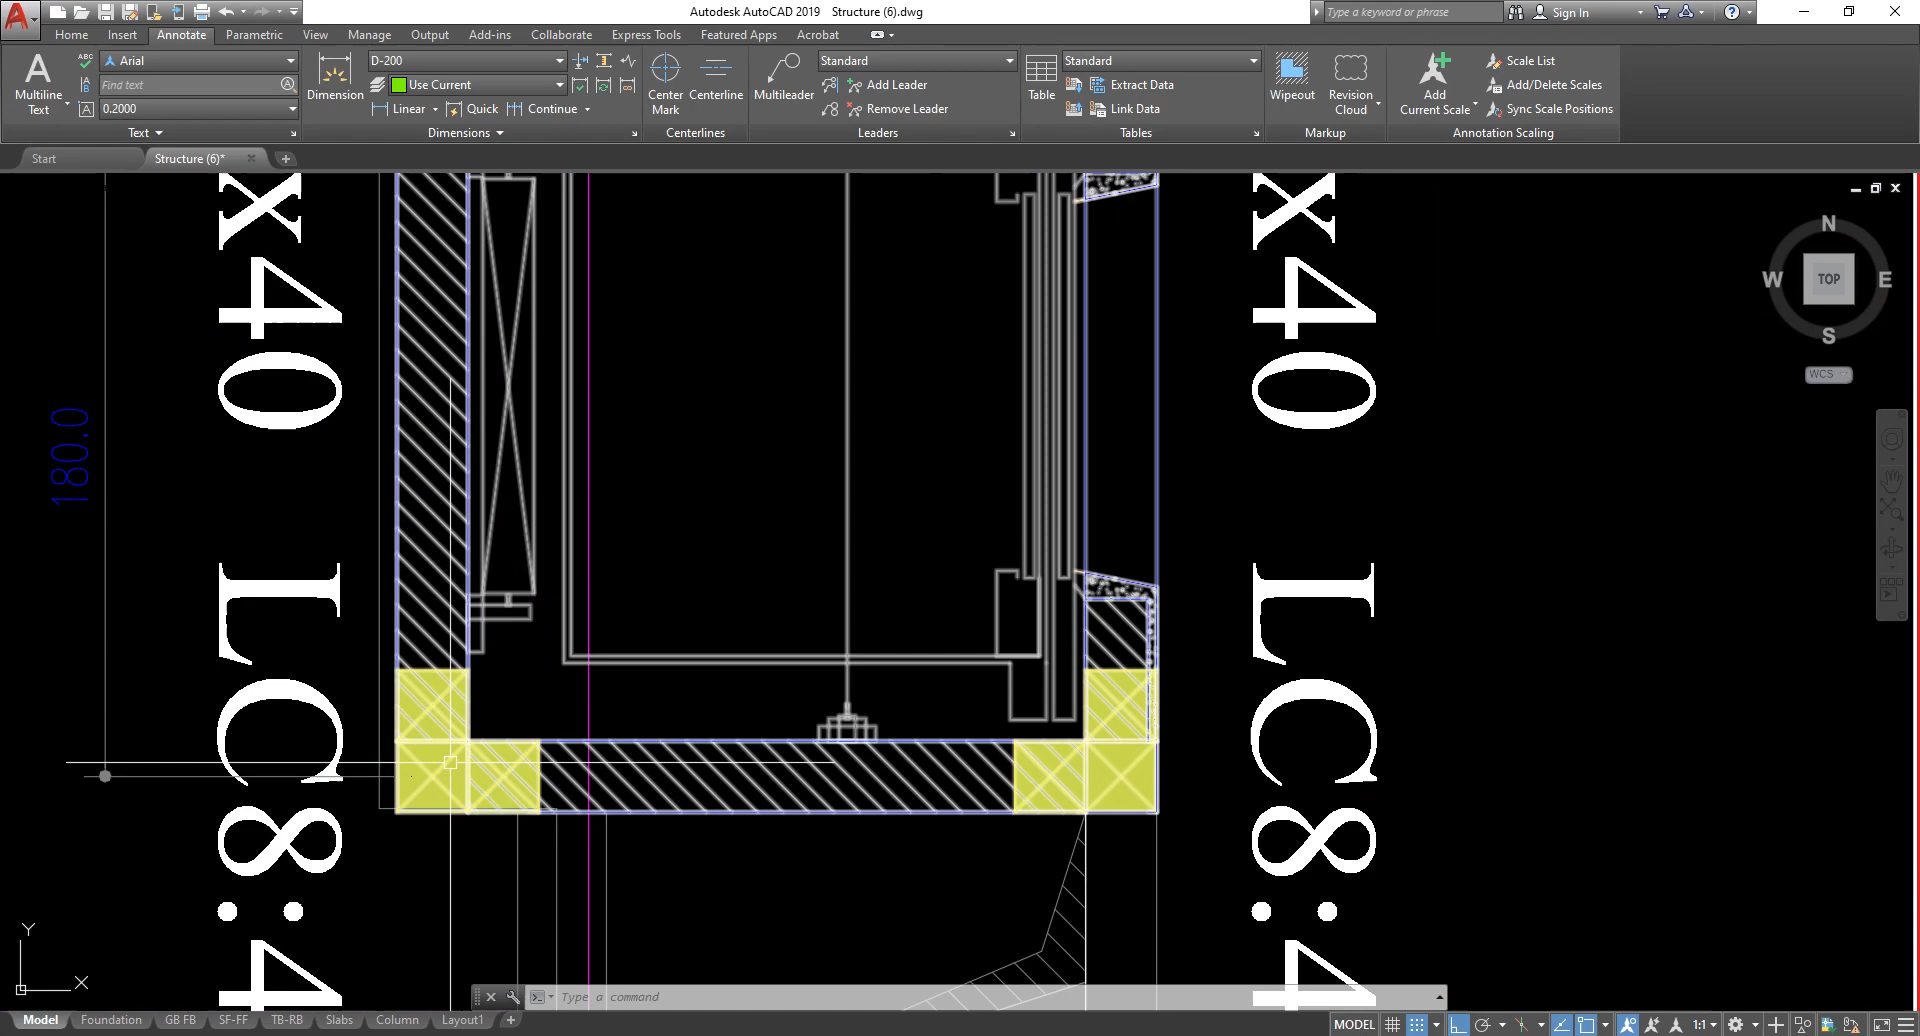 Autodesk AutoCAD 2019 Structure (6).dwg
Type a keyword or phrase
Sign In
Home Insert Annotate Parametric View Manage Output Add-ins Collaborate Express Tools Featured Apps Acrobat
Multiline Text
ABC
Arial
Find text
0.2000
Text
Dimension
D-200
Use Current
Linear Quick Continue
Dimensions
Center Mark
Centerline
Centerlines
Multileader
Standard
Add Leader
Remove Leader
Leaders
Table
Standard
Extract Data
Link Data
Tables
Wipeout
Revision Cloud
Markup
Add Current Scale
Scale List
Add/Delete Scales
Sync Scale Positions
Annotation Scaling
Start
Structure (6)*
180.0
x40 LC8:4
x40 LC8:4
N
W TOP E
S
WCS
Y
X
Type a command
Model Foundation GB FB SF-FF TB-RB Slabs Column Layout1
MODEL
1:1